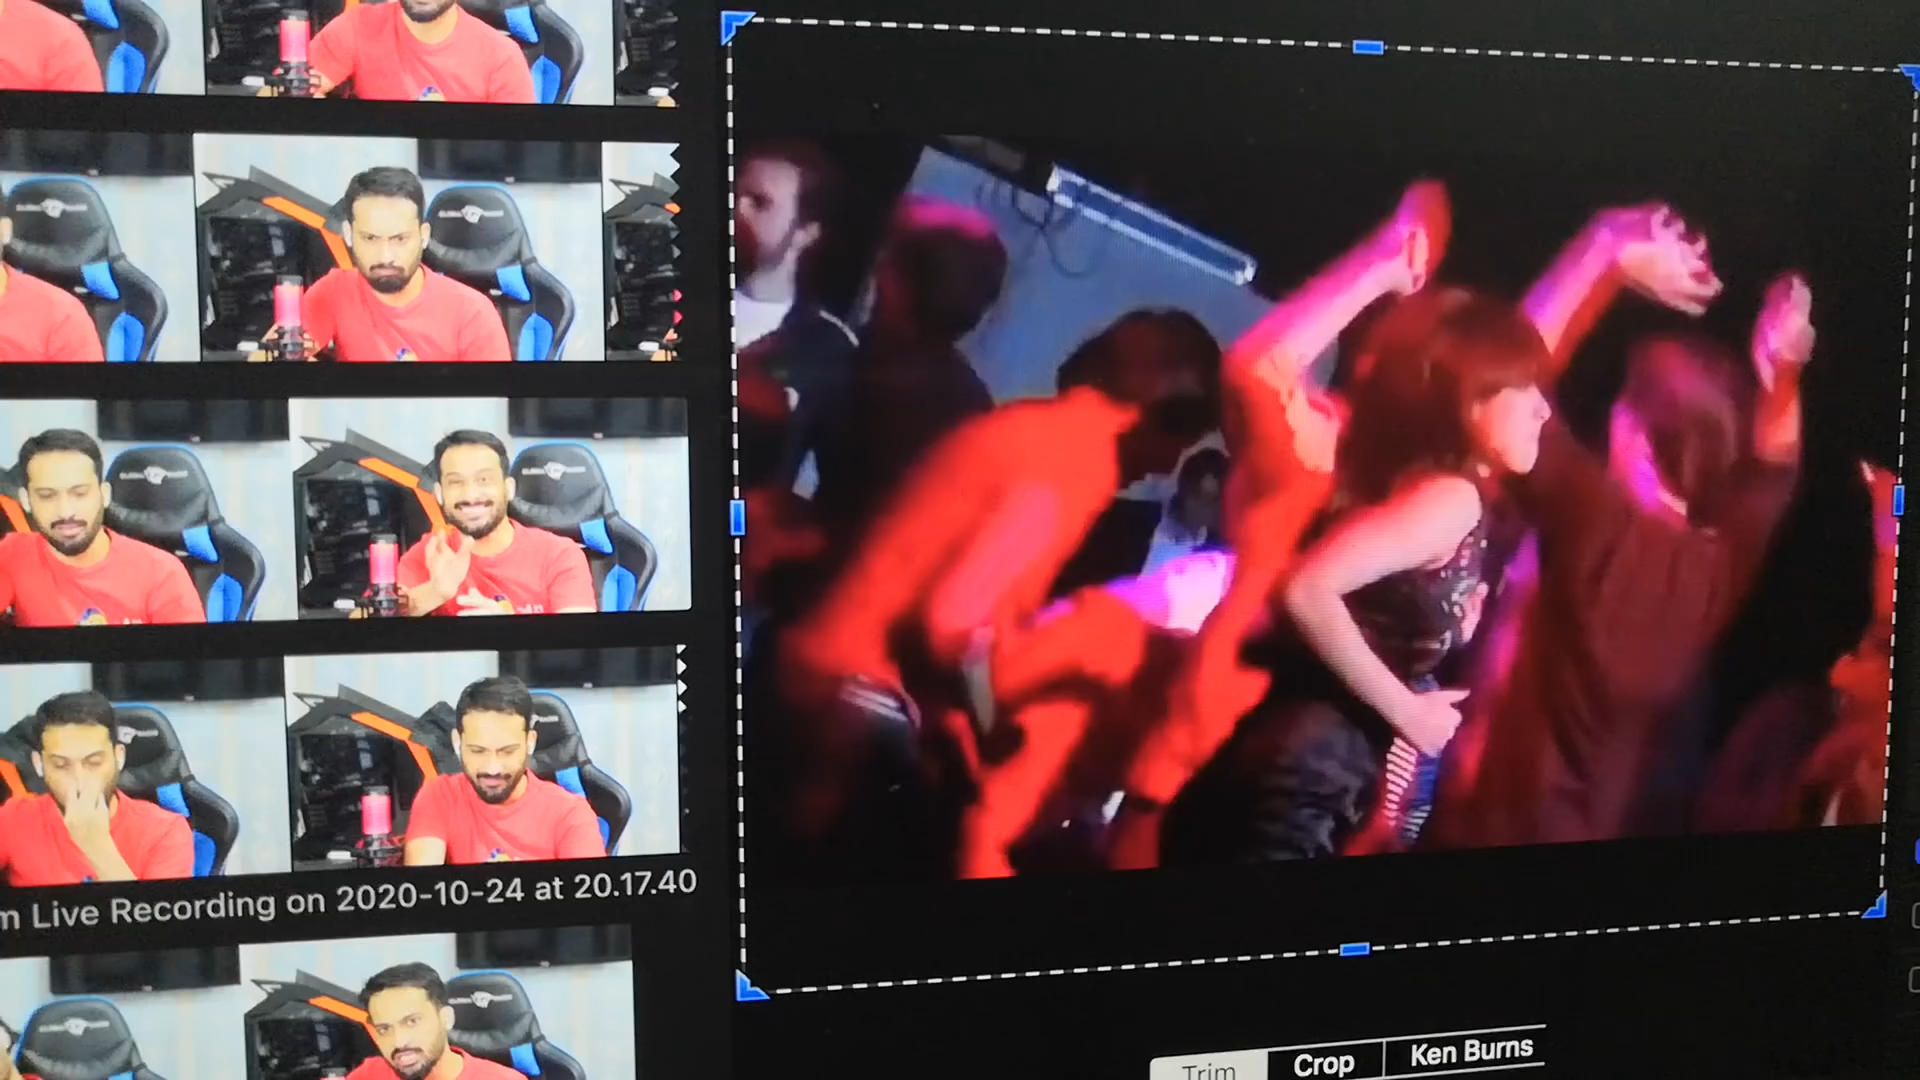 m Live Recording on 2020-10-24 at 20.17.40
Trim
Crop
Ken Burns